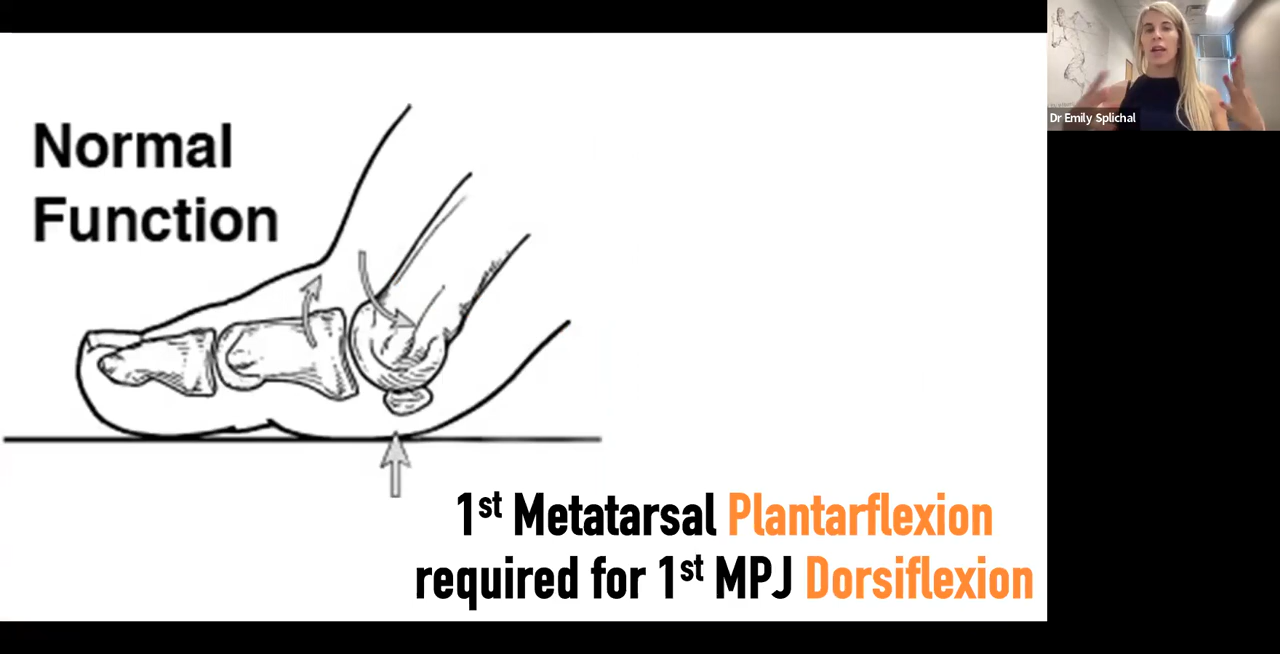 Normal
Function
Dr Emily Splichal
1st Metatarsal Plantarflexion
required for 1st MPJ Dorsiflexion